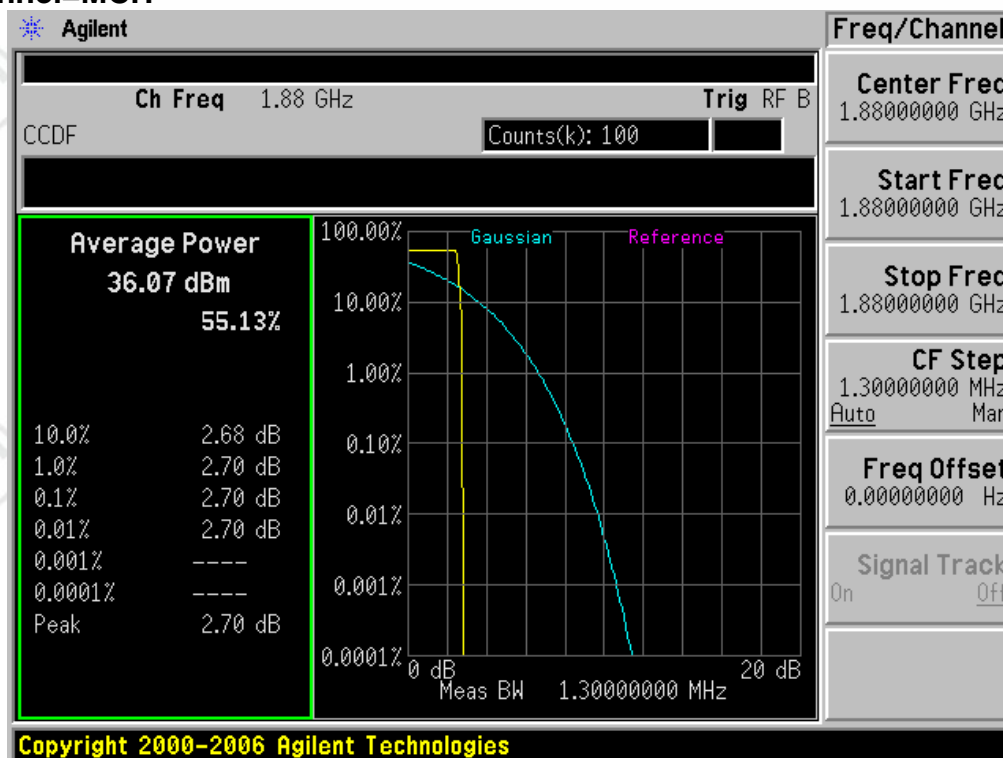 Agilent
Freq/Channel
Ch Freq 1.88 GHz Trig RF B
CCDF Counts(k): 100
Center Freq
1.88000000 GHz
Start Freq
1.88000000 GHz
Stop Freq
1.88000000 GHz
CF Step
1.30000000 MHz
Auto Man
Freq Offset
0.00000000 Hz
Signal Track
On Off
Average Power
36.07 dBm
55.13%
10.0% 2.68 dB
1.0% 2.70 dB
0.1% 2.70 dB
0.01% 2.70 dB
0.001% ----
0.0001% ----
Peak 2.70 dB
Gaussian Reference
100.00%
10.00%
1.00%
0.10%
0.01%
0.001%
0.0001%
0 dB 20 dB
Meas BW 1.30000000 MHz
Copyright 2000-2006 Agilent Technologies